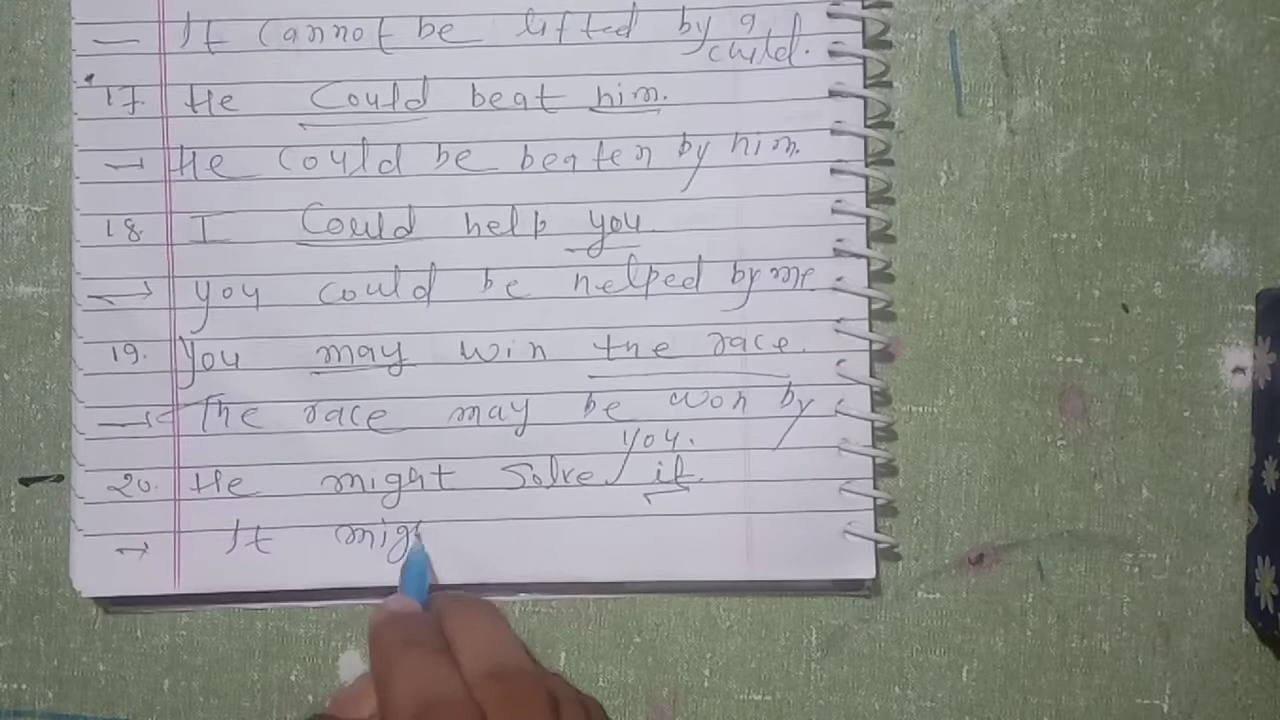 — It cannot be lifted by a
child.
17. He could beat him.
→ He could be beaten by him.
18. I could help you.
→ you could be helped by me
19. You may win the race.
→ The race may be won by
you.
20. He might solve it.
→ It mig